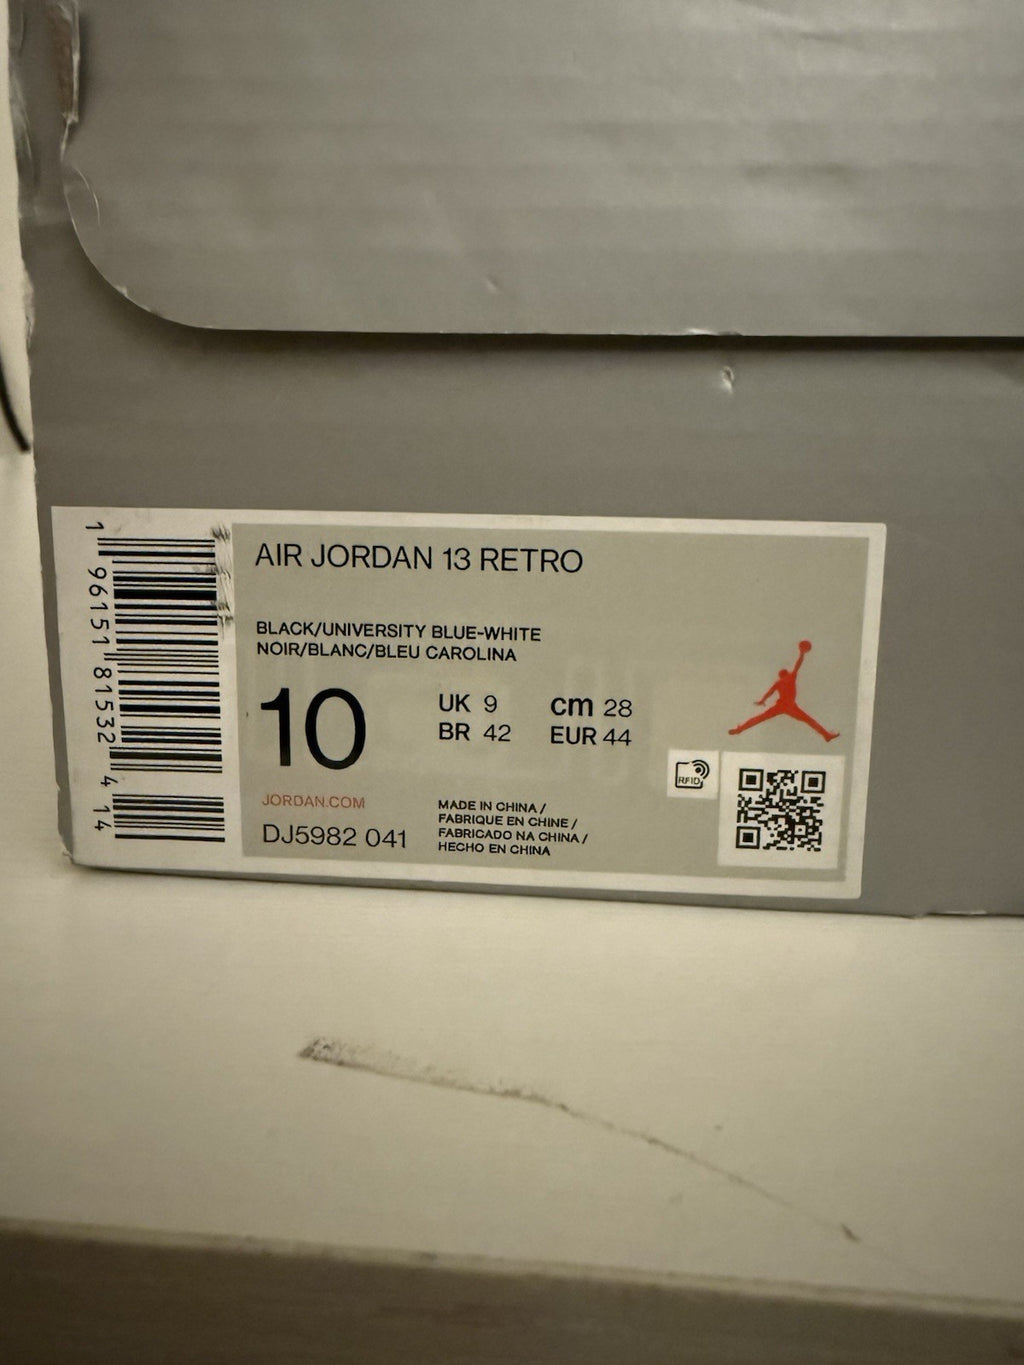 1 96151 81532 4 14
AIR JORDAN 13 RETRO
BLACK/UNIVERSITY BLUE-WHITE
NOIR/BLANC/BLEU CAROLINA
10
UK 9 cm 28
BR 42 EUR 44
RFID
JORDAN.COM
DJ5982 041
MADE IN CHINA /
FABRIQUE EN CHINE /
FABRICADO NA CHINA /
HECHO EN CHINA